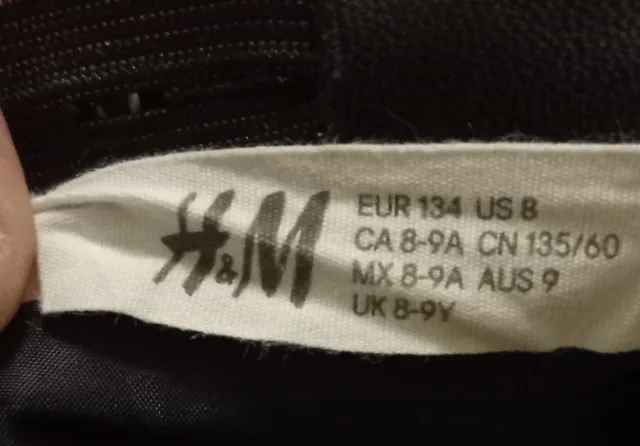 H&M
EUR 134 US 8
CA 8-9A CN 135/60
MX 8-9A AUS 9
UK 8-9Y